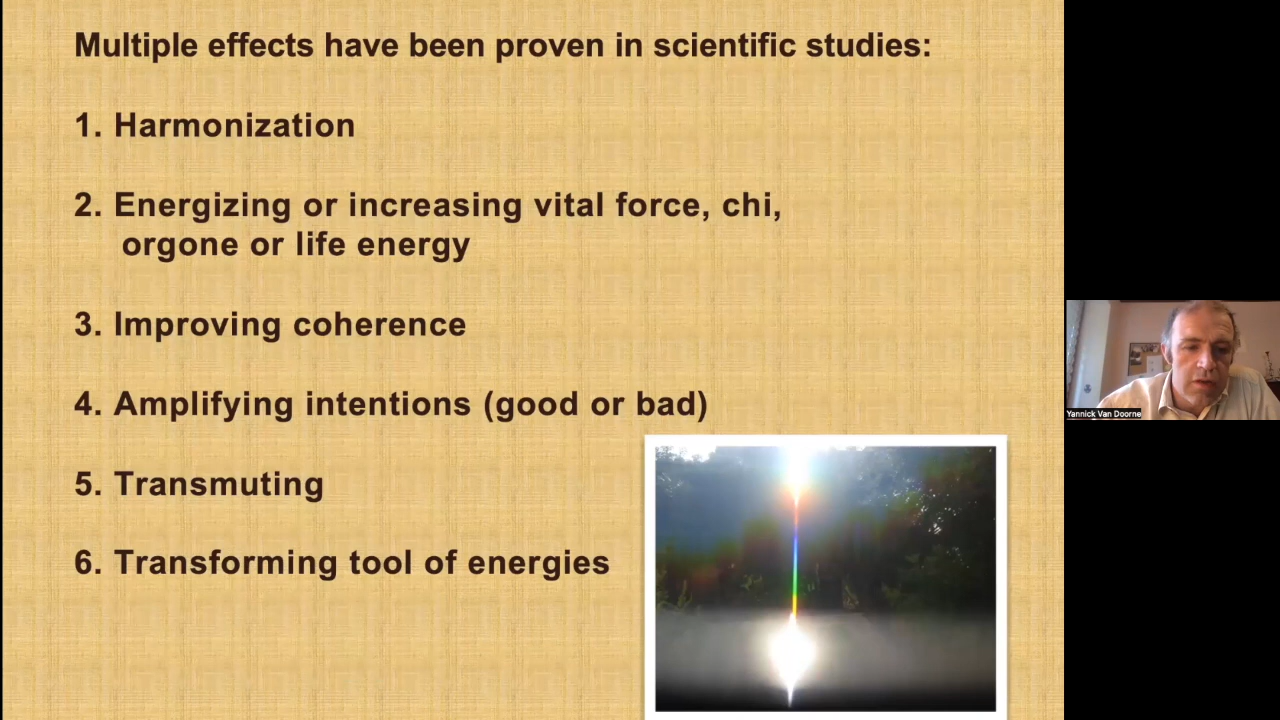 Multiple effects have been proven in scientific studies:
1. Harmonization
2. Energizing or increasing vital force, chi,
orgone or life energy
3. Improving coherence
4. Amplifying intentions (good or bad)
5. Transmuting
6. Transforming tool of energies
Yannick Van Doorne